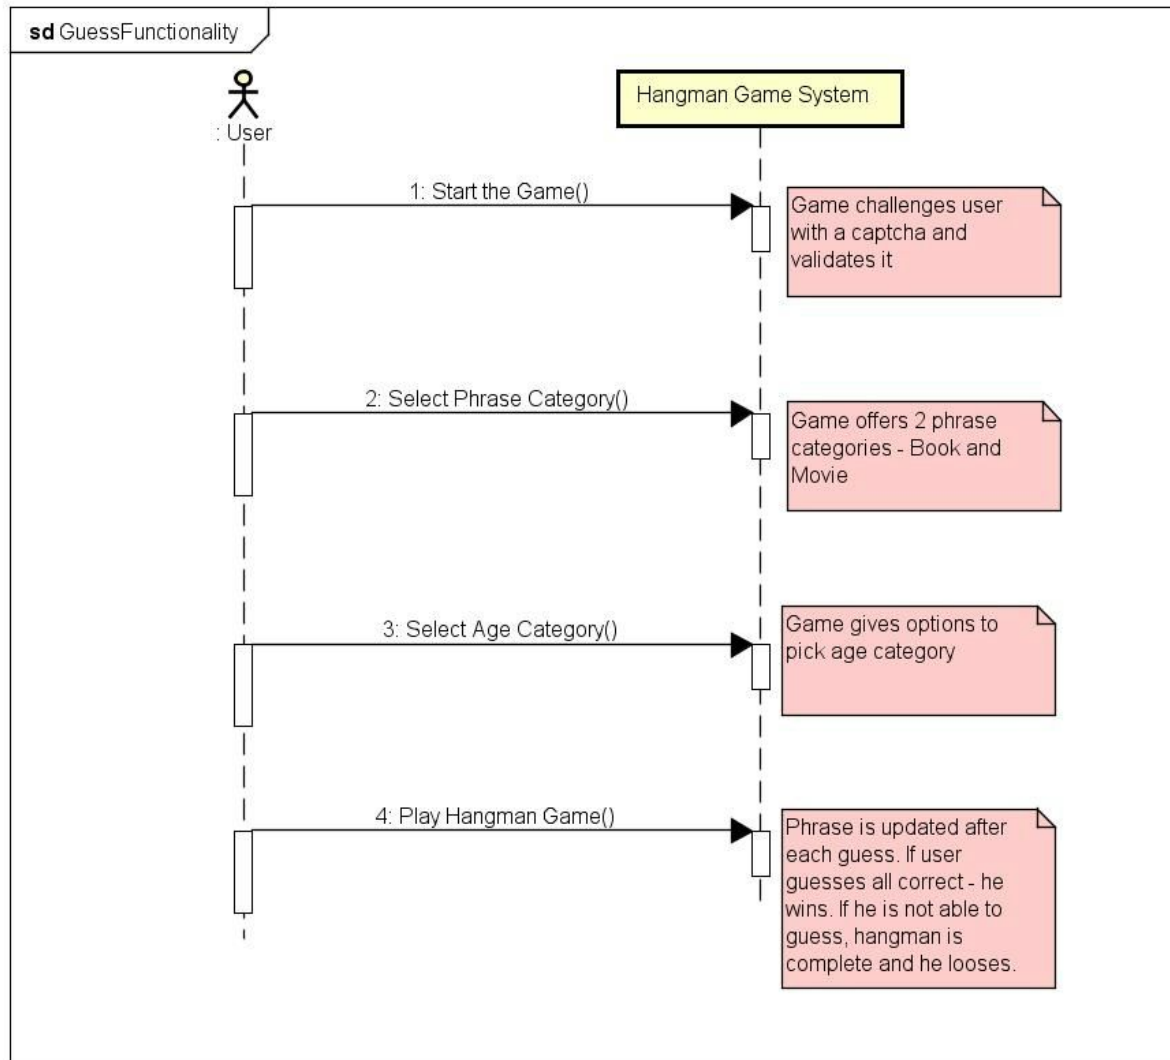 sd GuessFunctionality
: User
Hangman Game System
1: Start the Game()
Game challenges user
with a captcha and
validates it
2: Select Phrase Category()
Game offers 2 phrase
categories - Book and
Movie
3: Select Age Category()
Game gives options to
pick age category
4: Play Hangman Game()
Phrase is updated after
each guess. If user
guesses all correct - he
wins. If he is not able to
guess, hangman is
complete and he looses.